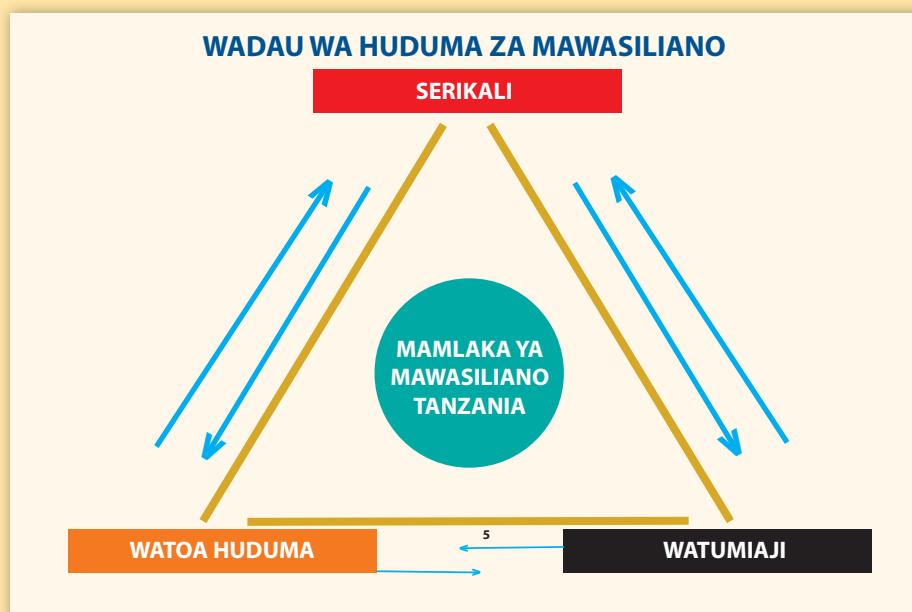 WADAU WA HUDUMA ZA MAWASILIANO
SERIKALI
MAMLAKA YA
MAWASILIANO
TANZANIA
5
WATOA HUDUMA
WATUMIAJI